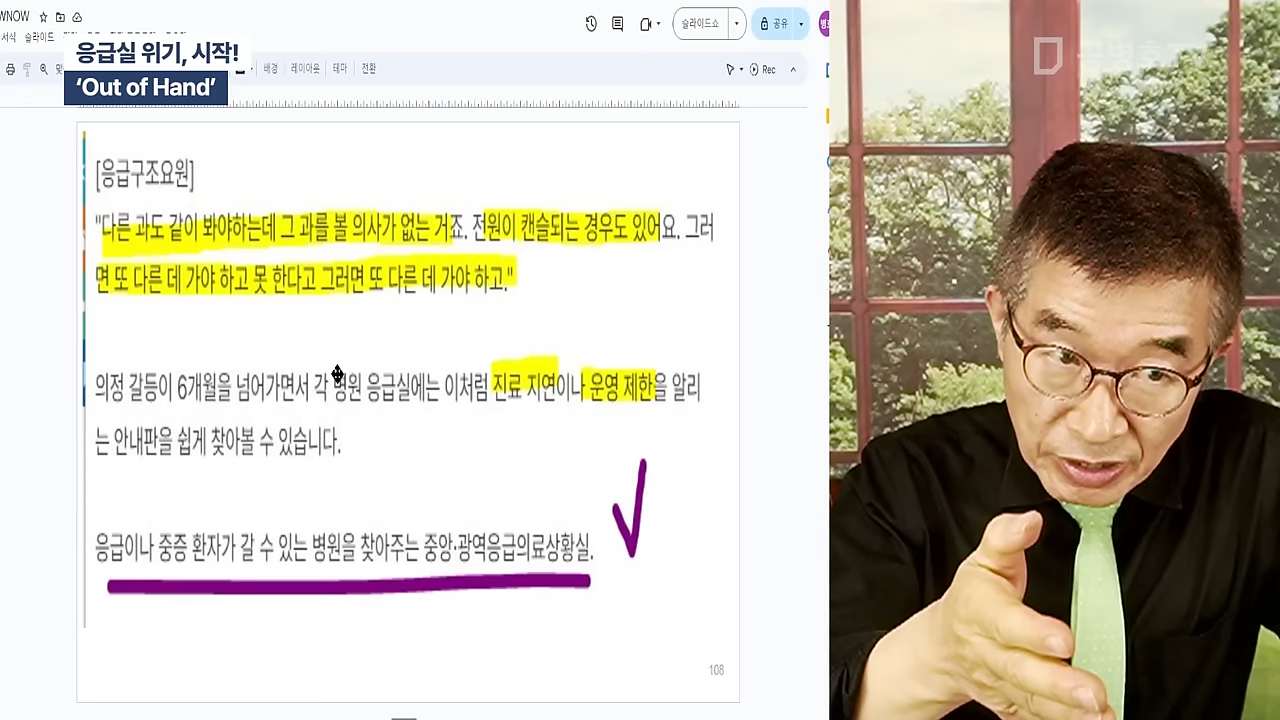 WNOW
서식 슬라이드
응급실 위기, 시작!
'Out of Hand'
배경 레이아웃 테마 전환
슬라이드쇼
공유
Rec
[응급구조요원]
"다른 과도 같이 봐야하는데 그 과를 볼 의사가 없는 거죠. 전원이 캔슬되는 경우도 있어요. 그러
면 또 다른 데 가야 하고 못 한다고 그러면 또 다른 데 가야 하고."
의정 갈등이 6개월을 넘어가면서 각 병원 응급실에는 이처럼 진료 지연이나 운영 제한을 알리
는 안내판을 쉽게 찾아볼 수 있습니다.
응급이나 중증 환자가 갈 수 있는 병원을 찾아주는 중앙·광역응급의료상황실.
108